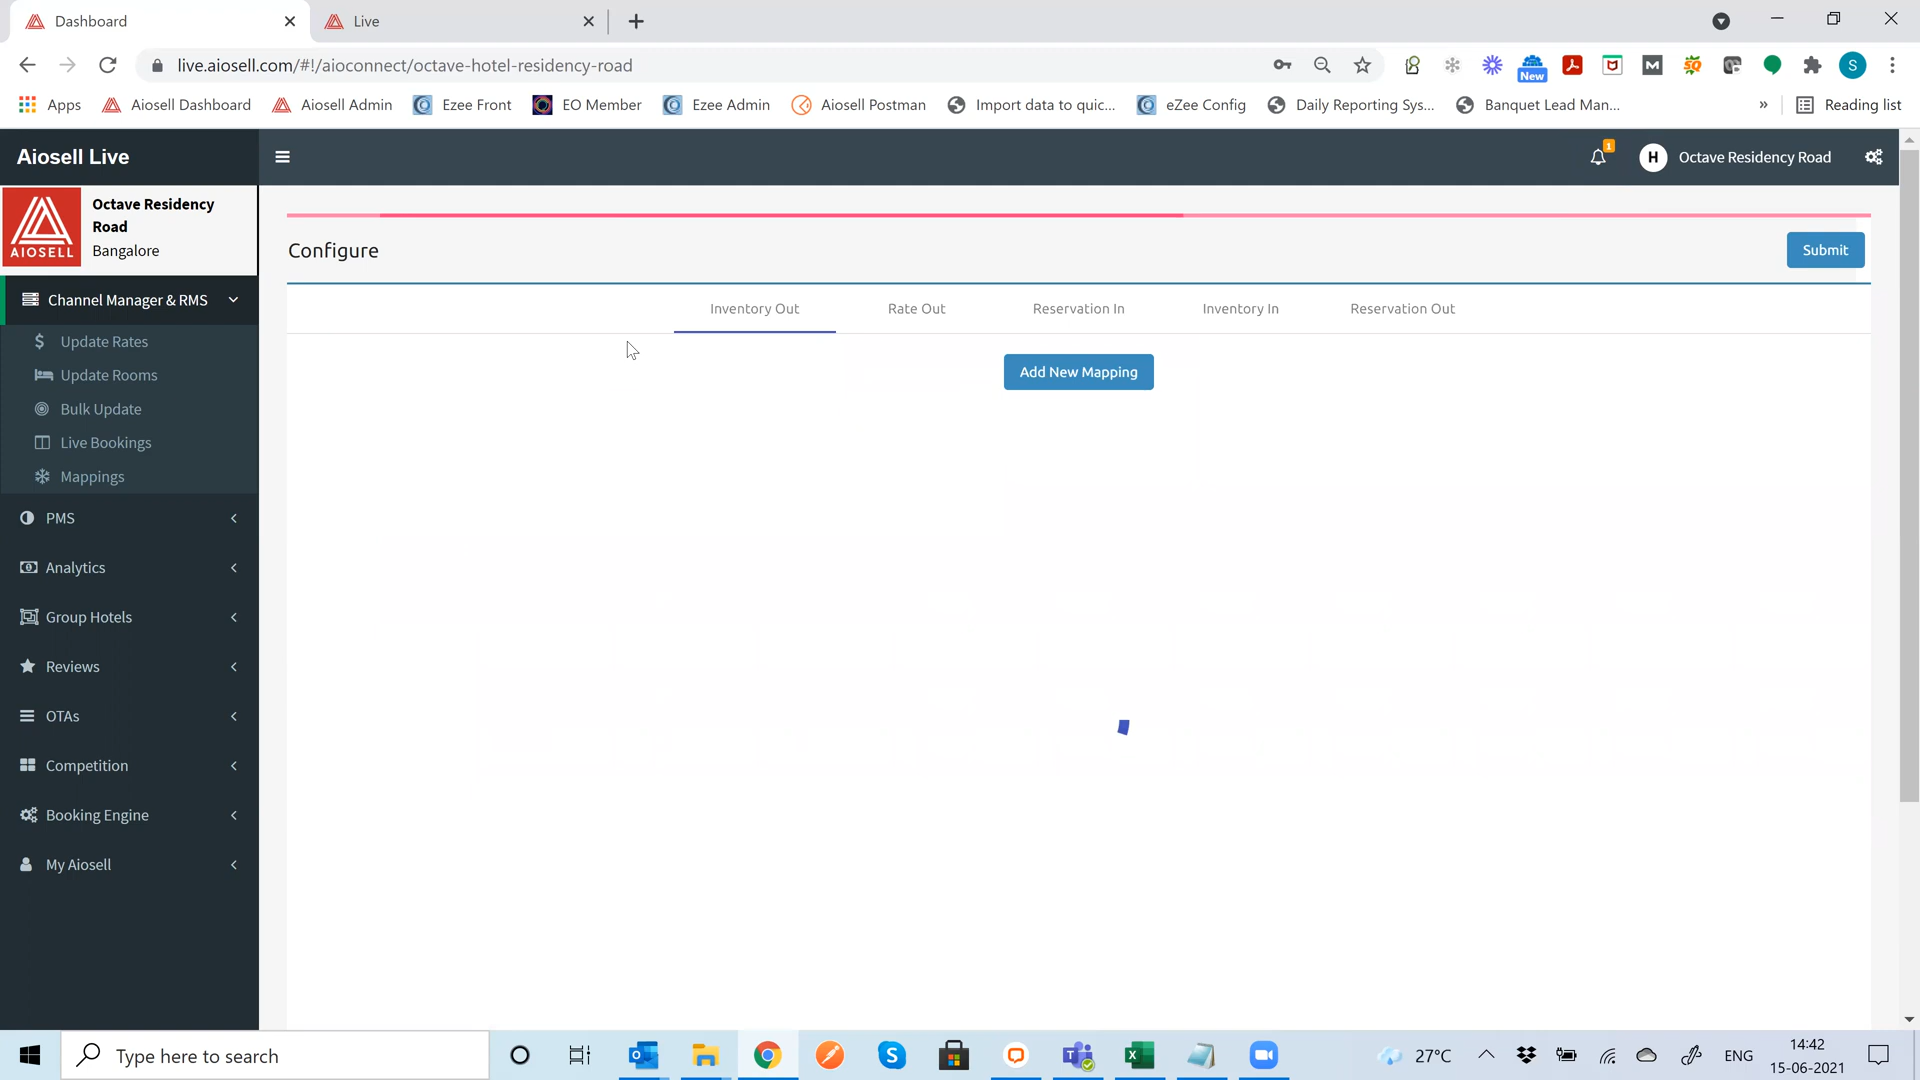 Dashboard
Live
live.aiosell.com/#!/aioconnect/octave-hotel-residency-road
New
S
Apps
Aiosell Dashboard
Aiosell Admin
Ezee Front
EO Member
Ezee Admin
Aiosell Postman
Import data to quic...
eZee Config
Daily Reporting Sys...
Banquet Lead Man...
»
Reading list
Aiosell Live
1
H
Octave Residency Road
AIOSELL
Octave Residency
Road
Bangalore
Configure
Submit
Channel Manager & RMS
Inventory Out
Rate Out
Reservation In
Inventory In
Reservation Out
Update Rates
Add New Mapping
Update Rooms
Bulk Update
Live Bookings
Mappings
PMS
Analytics
Group Hotels
Reviews
OTAs
Competition
Booking Engine
My Aiosell
Type here to search
27°C
ENG
14:42
15-06-2021